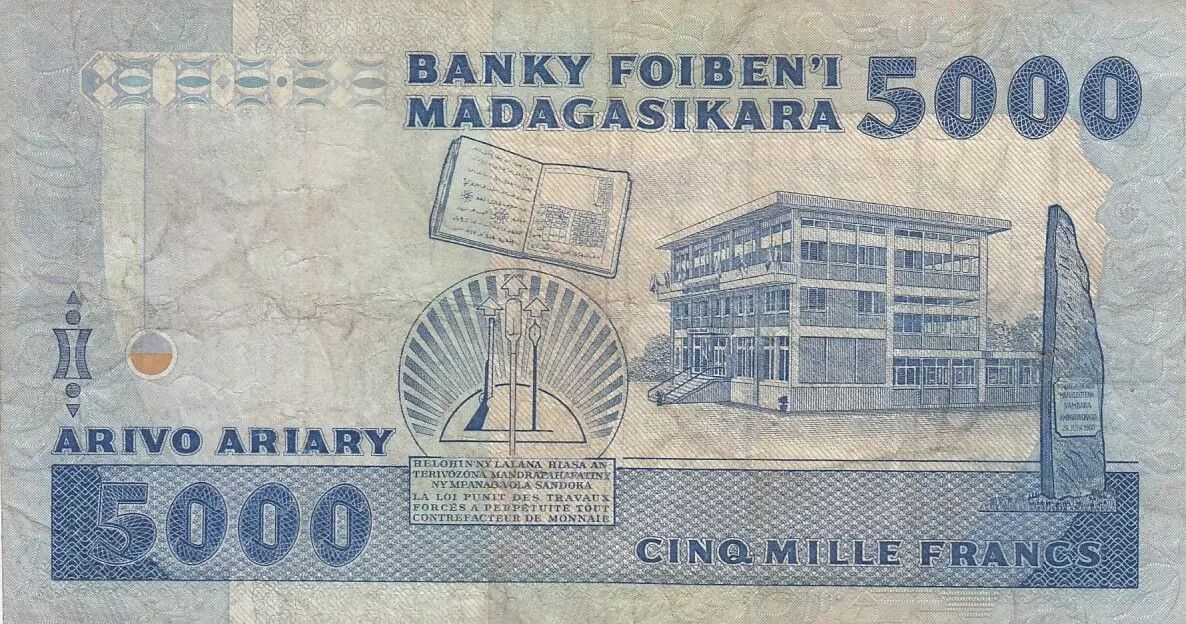 BANKY FOIBEN'I
MADAGASIKARA
5000
ARIVO ARIARY
HELOHIN'NY LALANA HIASA AN
TERIVOZONA MANDRAPAHAFATINY
NY MPANAO VOLA SANDOKA
LA LOI PUNIT DES TRAVAUX
FORCÉS A PERPÉTUITÉ TOUT
CONTREFACTEUR DE MONNAIE
5000
CINQ MILLE FRANCS